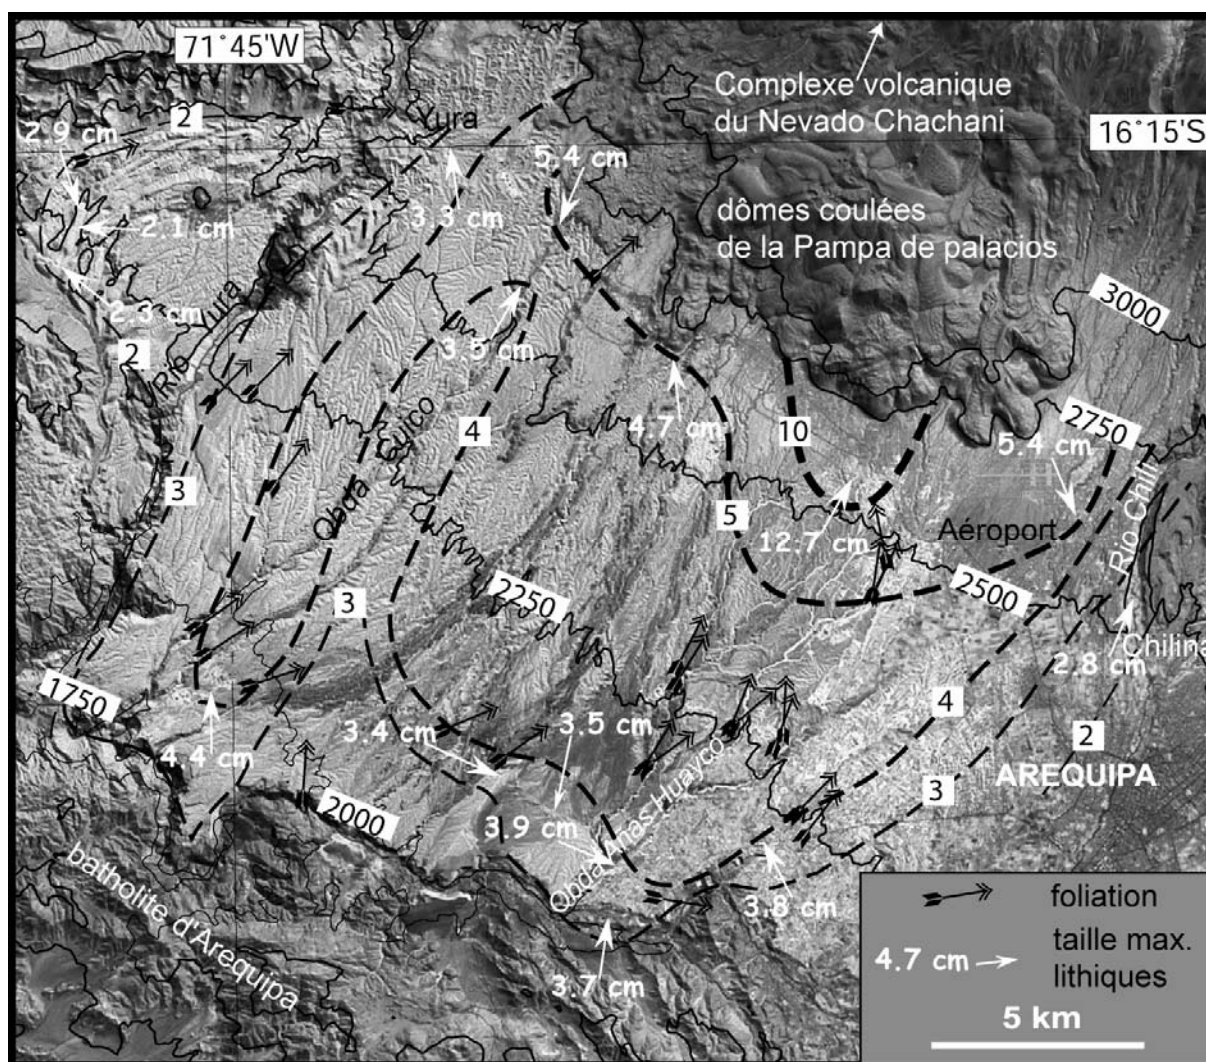 71°45'W
Complexe volcanique
du Nevado Chachani
16°15'S
2
Yura
2.9 cm
5.4 cm
3.3 cm
2.1 cm
dômes coulées
de la Pampa de palacios
2.3 cm
Rio Yura
3000
2
3.5 cm
4
4.7 cm
10
2750
5.4 cm
Qbda Guico
3
5
12.7 cm
Aéroport
Rio Chili
2250
2500
3
Chilina
2.8 cm
1750
4.4 cm
3.4 cm
3.5 cm
4
2
AREQUIPA
3
2000
3.9 cm
3.8 cm
3.7 cm
batholite d'Arequipa
foliation
4.7 cm
taille max.
lithiques
5 km